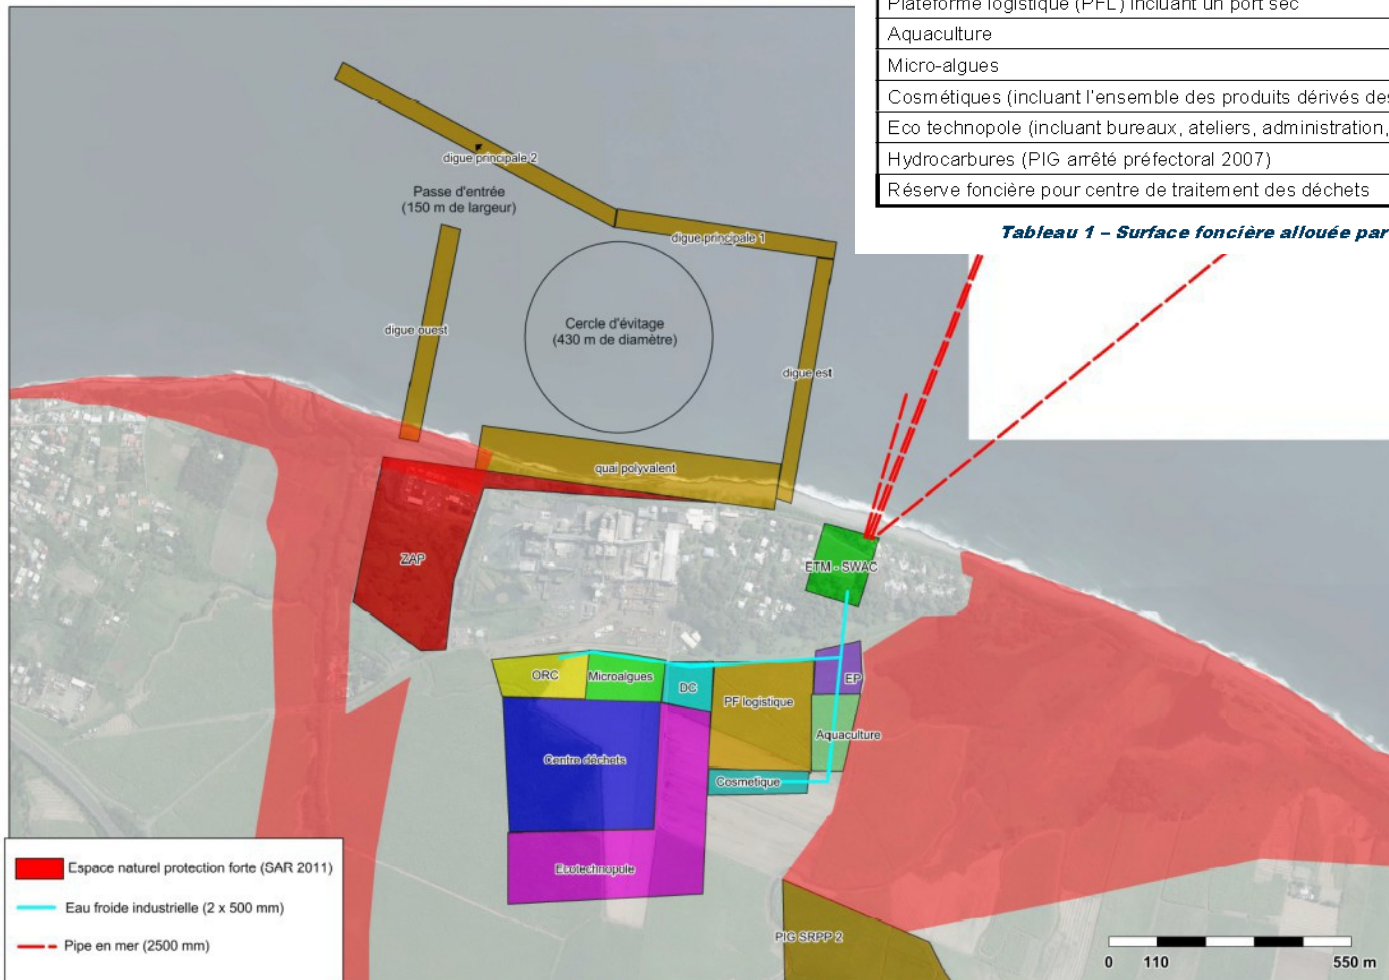 Plateforme logistique (PFL) incluant un port sec
Aquaculture
Micro-algues
Cosmétiques (incluant l'ensemble des produits dérivés des
Eco technopole (incluant bureaux, ateliers, administration,
Hydrocarbures (PIG arrêté préfectoral 2007)
Réserve foncière pour centre de traitement des déchets
Tableau 1 – Surface foncière allouée par
digue principale 2
Passe d'entrée
(150 m de largeur)
digue principale 1
digue ouest
Cercle d'évitage
(430 m de diamètre)
digue est
quai polyvalent
ZAP
ETM - SWAC
ORC
Microalgues
DC
PF logistique
EP
Aquaculture
Centre déchets
Cosmetique
Ecotechnopole
PIG SRPP 2
Espace naturel protection forte (SAR 2011)
Eau froide industrielle (2 x 500 mm)
Pipe en mer (2500 mm)
0 110 550 m